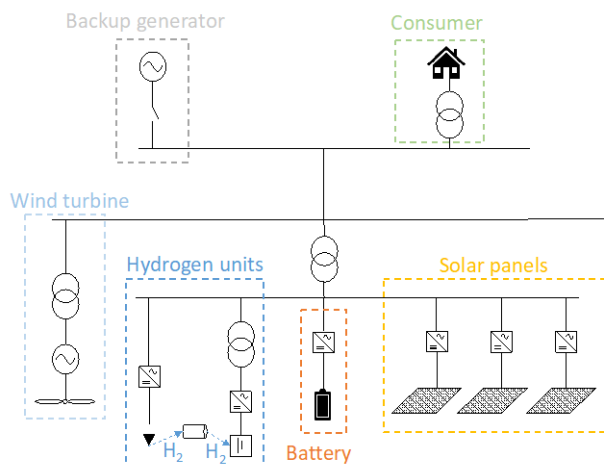 Backup generator
Consumer
Wind turbine
Hydrogen units
Solar panels
H₂
H₂
Battery